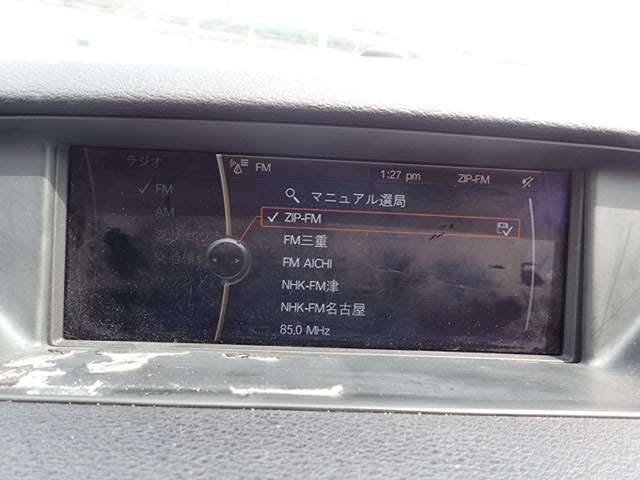 ラジオ
FM
AM
FM
1:27 pm
ZIP-FM
マニュアル選局
ZIP-FM
FM三重
FM AICHI
NHK-FM津
NHK-FM名古屋
85.0 MHz